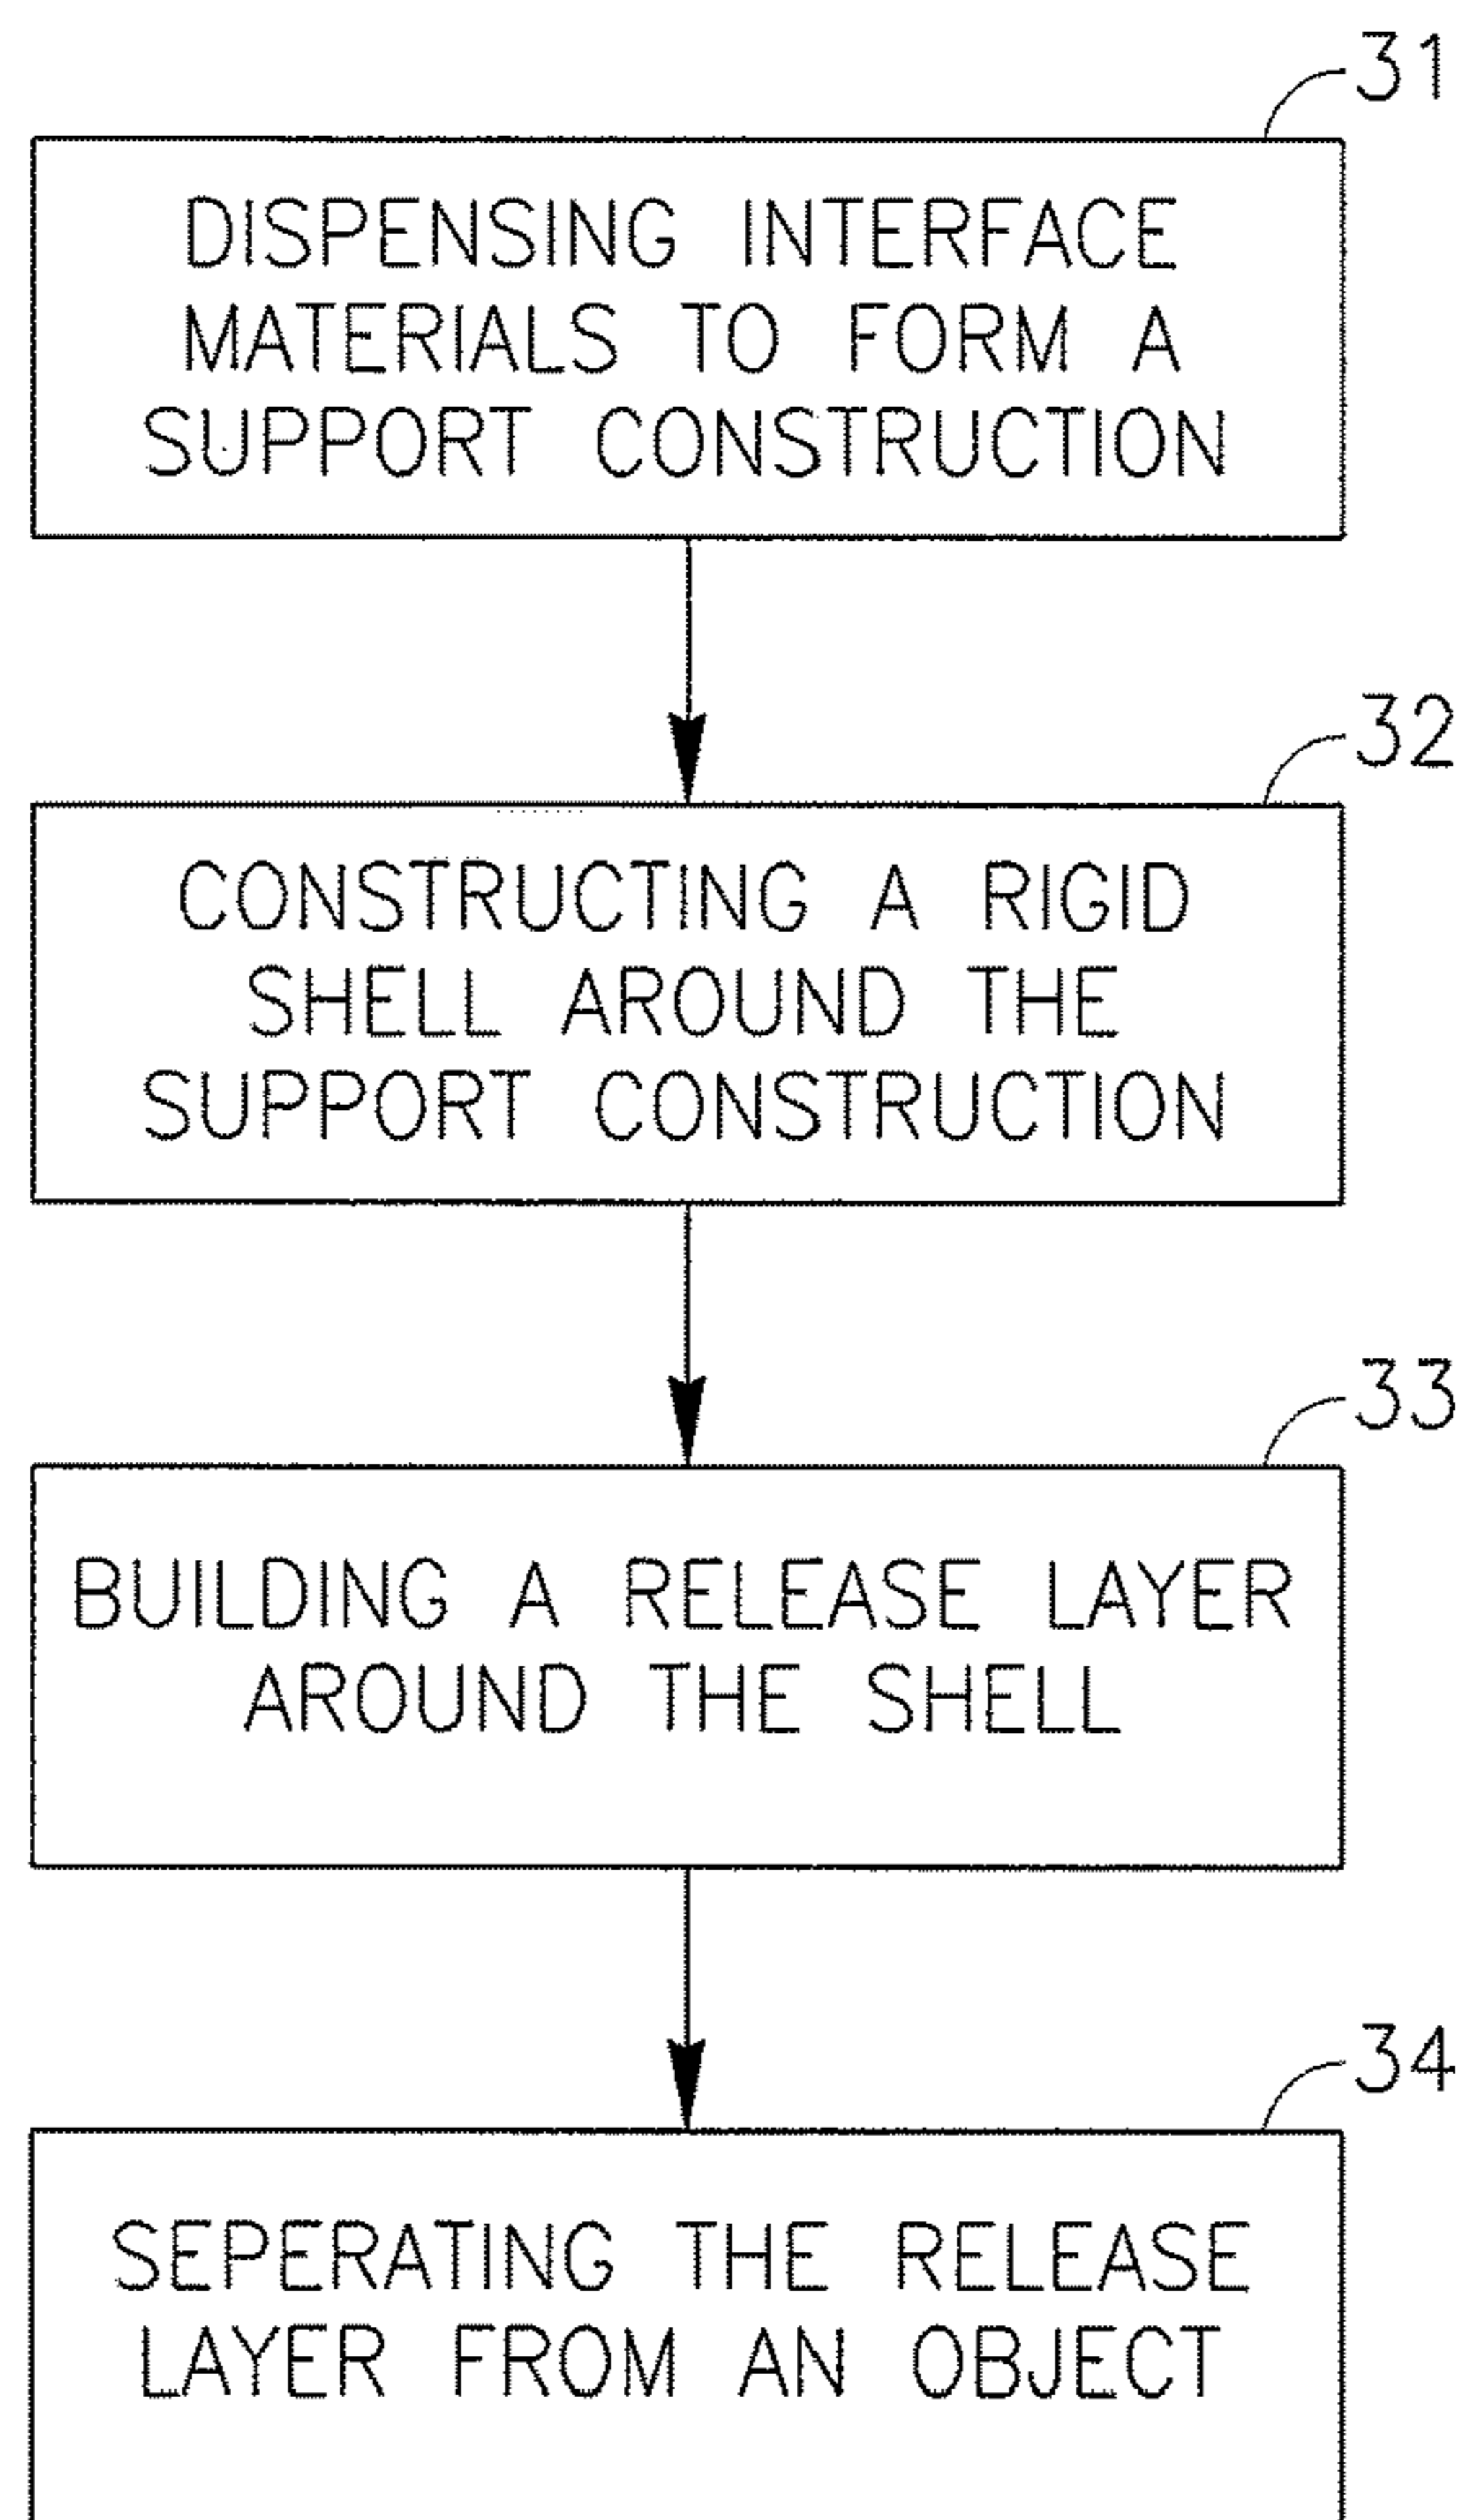 31
DISPENSING INTERFACE
MATERIALS TO FORM A
SUPPORT CONSTRUCTION
32
CONSTRUCTING A RIGID
SHELL AROUND THE
SUPPORT CONSTRUCTION
33
BUILDING A RELEASE LAYER
AROUND THE SHELL
34
SEPERATING THE RELEASE
LAYER FROM AN OBJECT